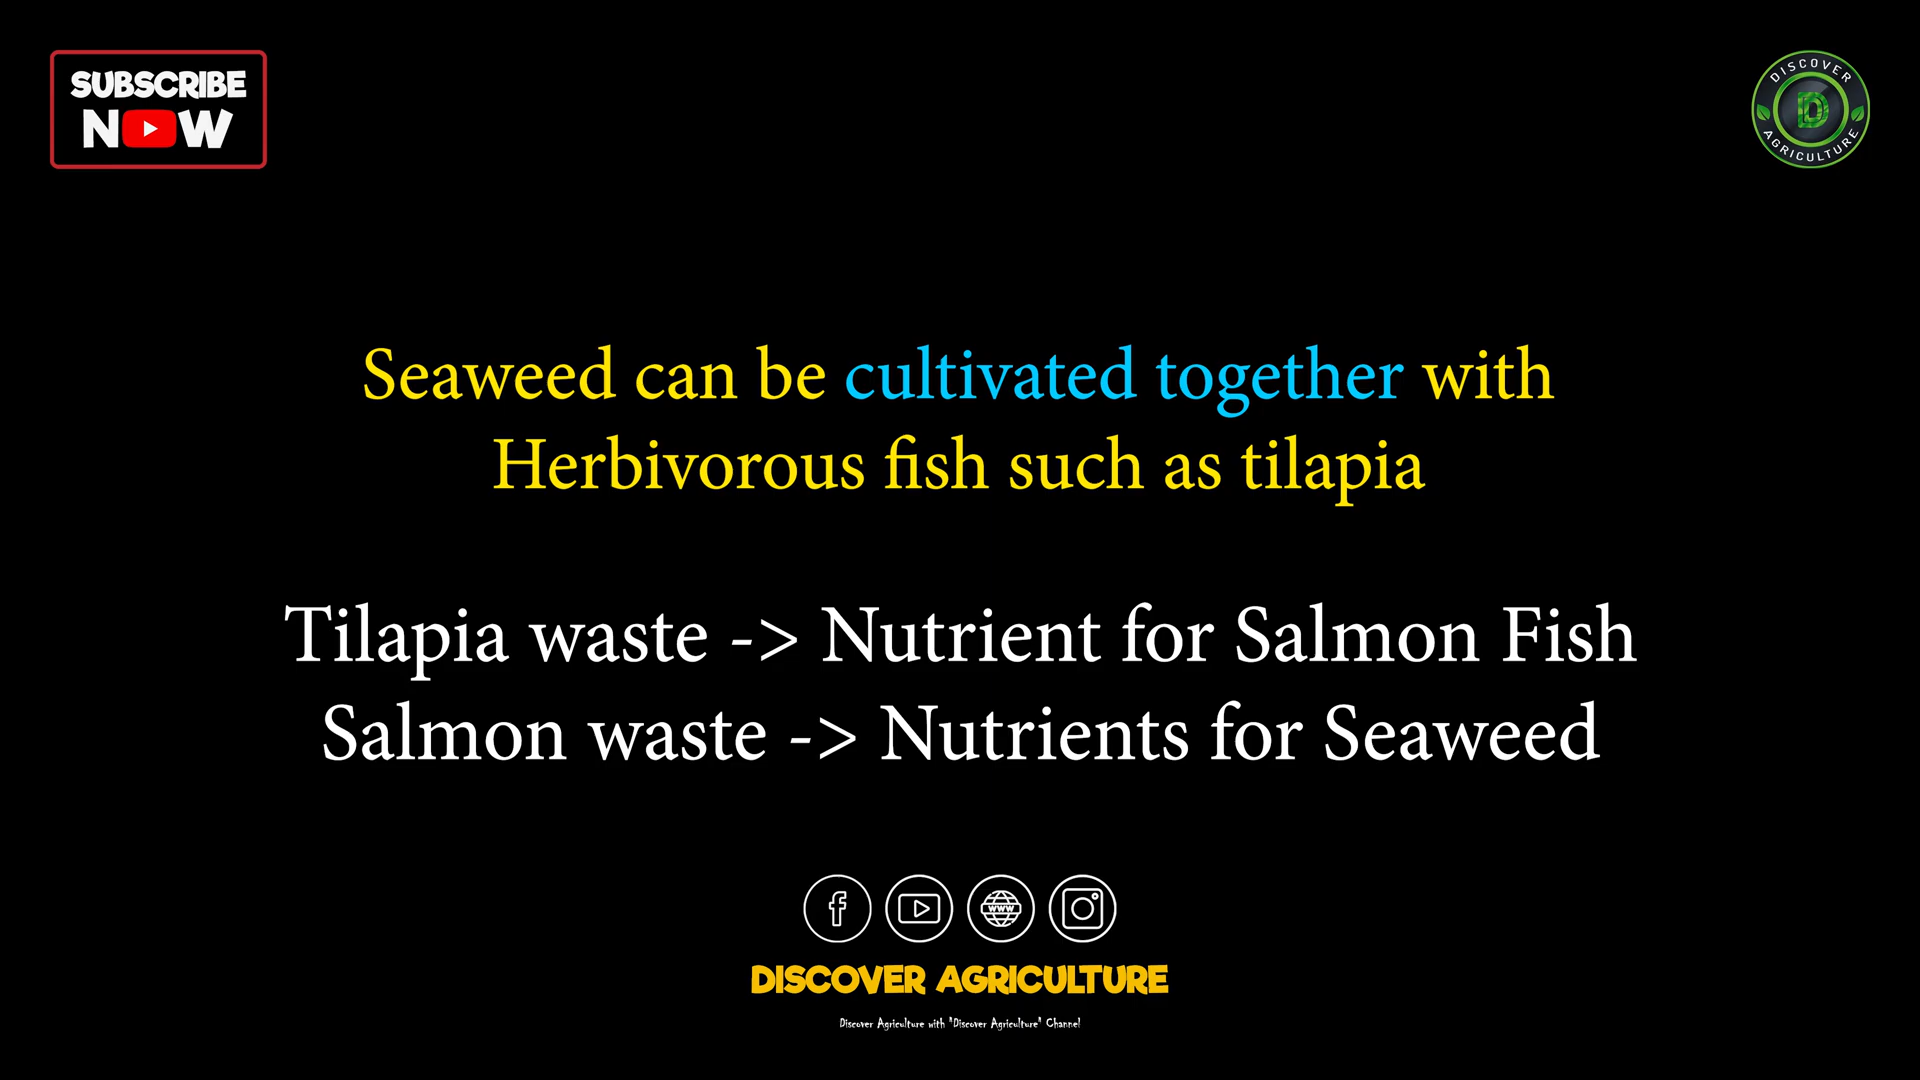 SUBSCRIBE
NOW
DISCOVER
D
AGRICULTURE
Seaweed can be cultivated together with
Herbivorous fish such as tilapia
Tilapia waste -> Nutrient for Salmon Fish
Salmon waste -> Nutrients for Seaweed
www
DISCOVER AGRICULTURE
Discover Agriculture with "Discover Agriculture" Channel